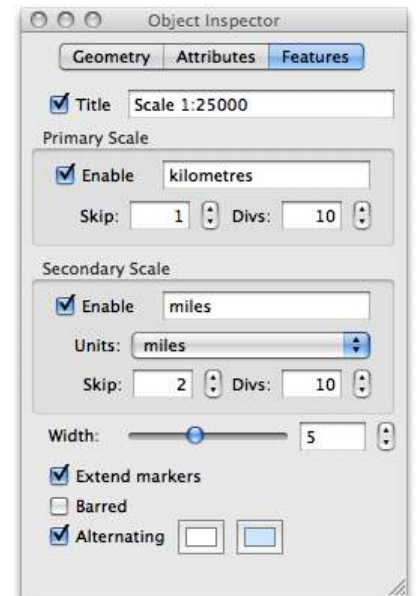 Object Inspector
Geometry Attributes Features
Title Scale 1:25000
Primary Scale
Enable kilometres
Skip: 1 Divs: 10
Secondary Scale
Enable miles
Units: miles
Skip: 2 Divs: 10
Width: 5
Extend markers
Barred
Alternating